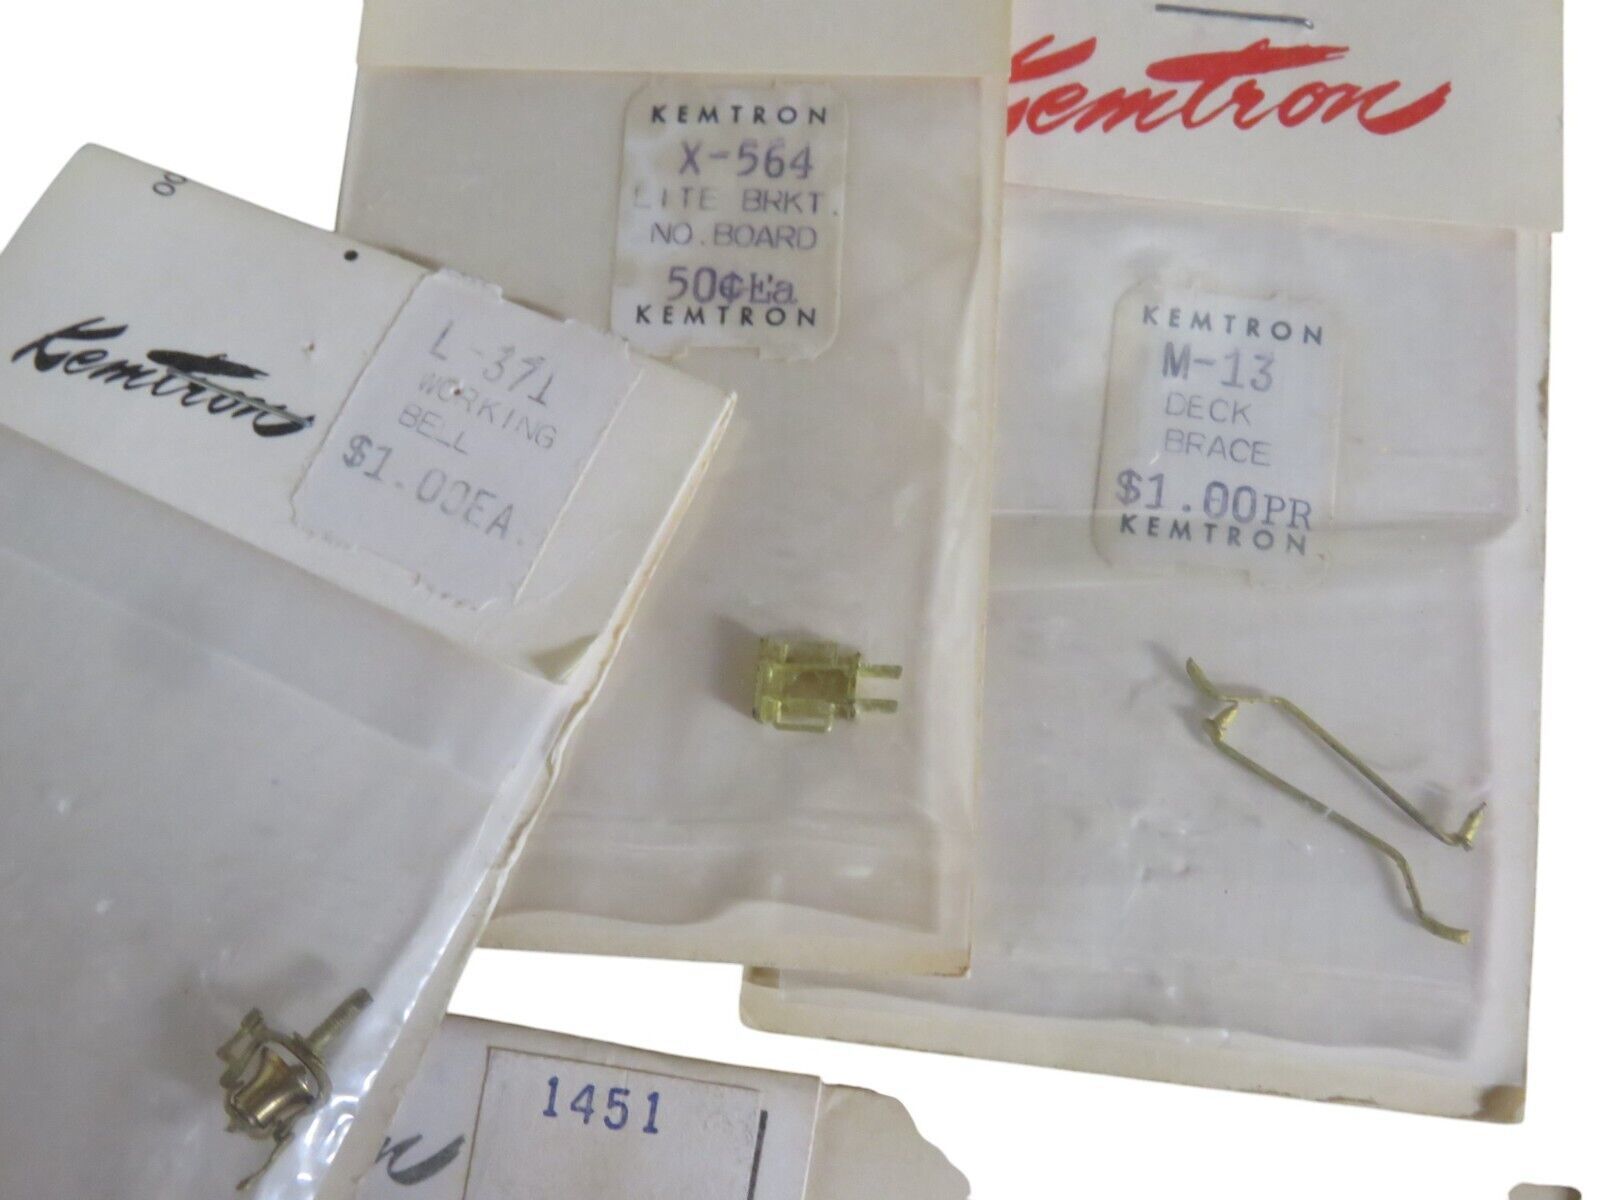 Kemtron
KEMTRON
X-564
LITE BRKT.
NO. BOARD
50¢Ea
KEMTRON
KEMTRON
M-13
DECK
BRACE
$1.00PR
KEMTRON
Kemtron
L-371
WORKING
BELL
$1.00EA.
1451